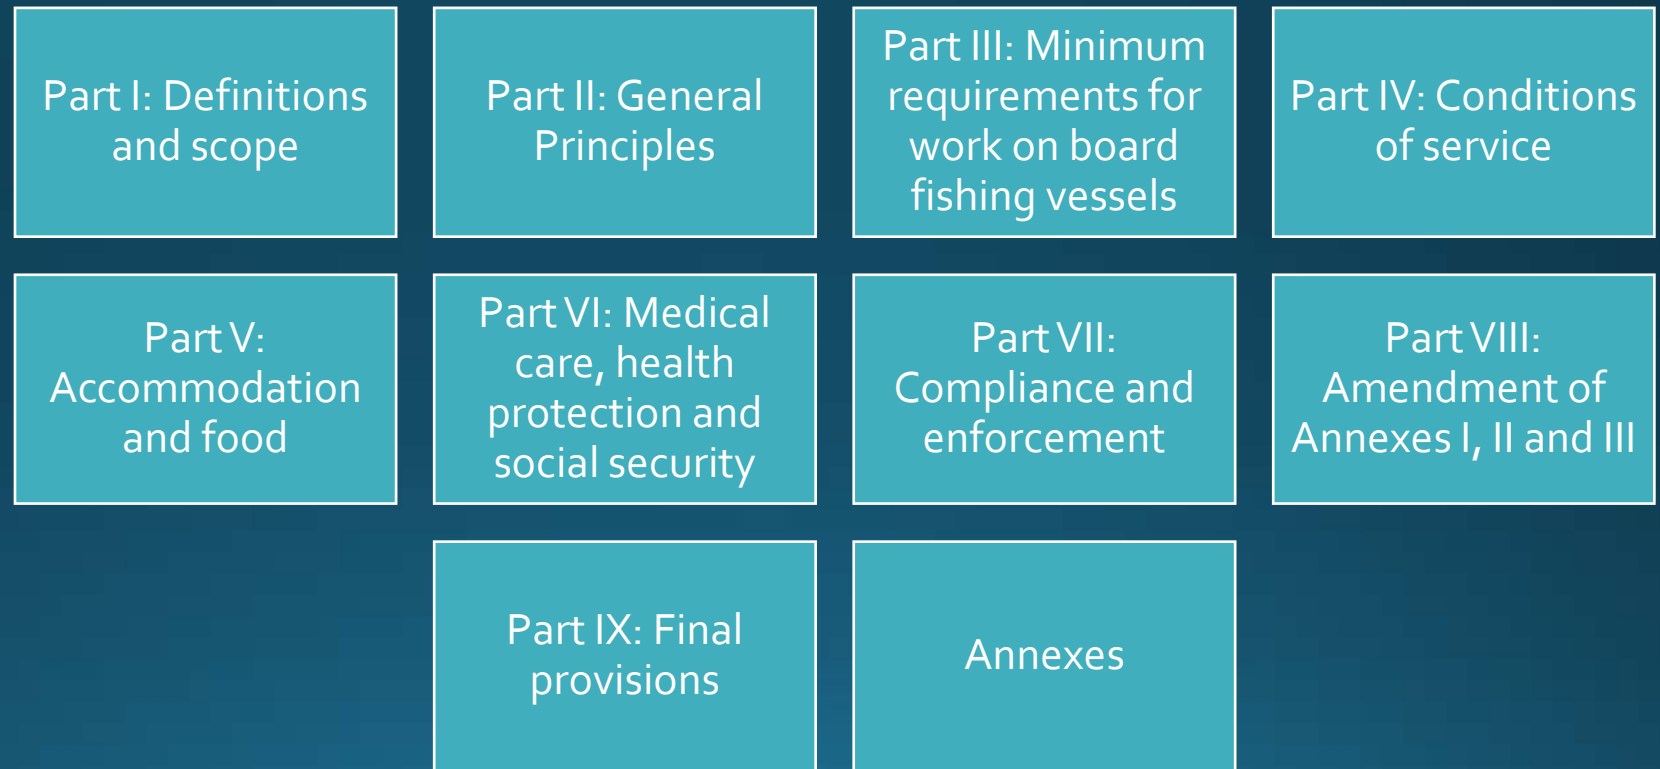 Part I: Definitions
and scope
Part II: General
Principles
Part III: Minimum
requirements for
work on board
fishing vessels
Part IV: Conditions
of service
Part V:
Accommodation
and food
Part VI: Medical
care, health
protection and
social security
Part VII:
Compliance and
enforcement
Part VIII:
Amendment of
Annexes I, II and III
Part IX: Final
provisions
Annexes